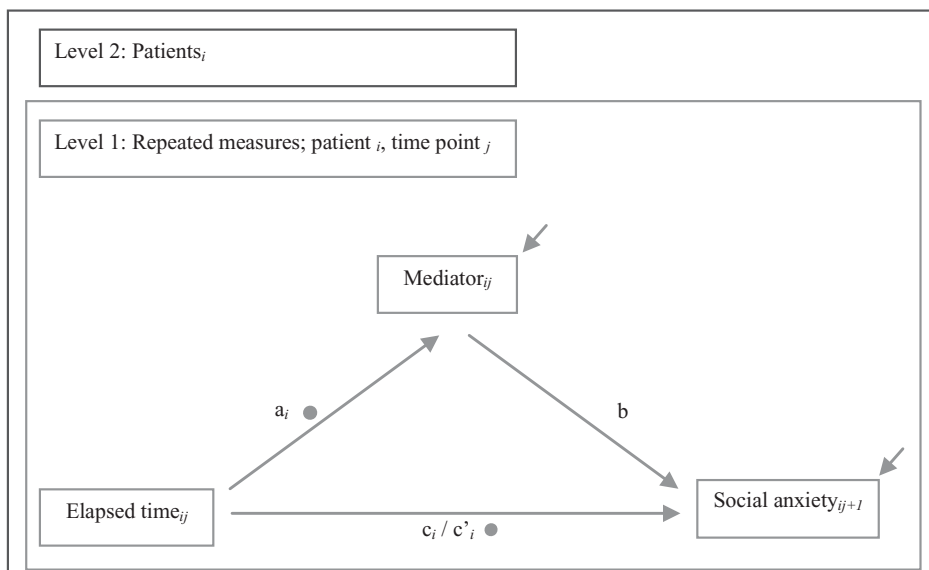 Level 2: Patientsᵢ
Level 1: Repeated measures; patient ᵢ, time point ⱼ
Mediatorᵢⱼ
aᵢ
b
Elapsed timeᵢⱼ
Social anxietyᵢⱼ₊₁
cᵢ / c’ᵢ